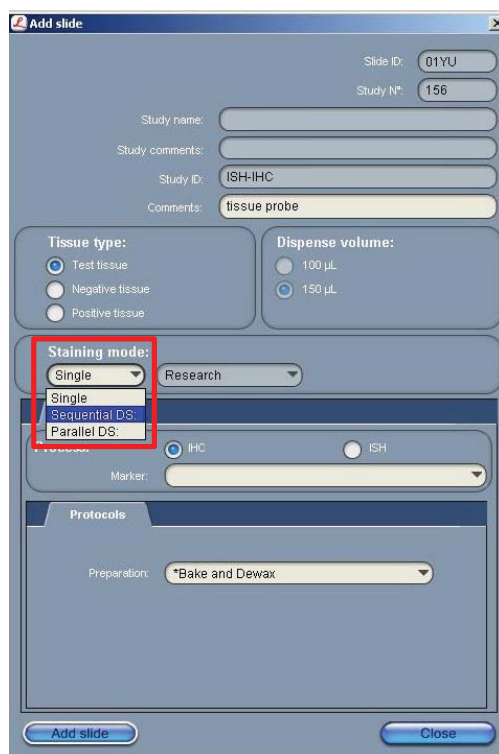 Add slide
Slide ID: 01YU
Study N°: 156
Study name:
Study comments:
Study ID: ISH-IHC
Comments: tissue probe
Tissue type:
Test tissue
Negative tissue
Positive tissue
Dispense volume:
100 µL
150 µL
Staining mode:
Single Research
Single
Sequential DS:
Parallel DS:
Process: IHC ISH
Marker:
Protocols
Preparation: *Bake and Dewax
Add slide Close